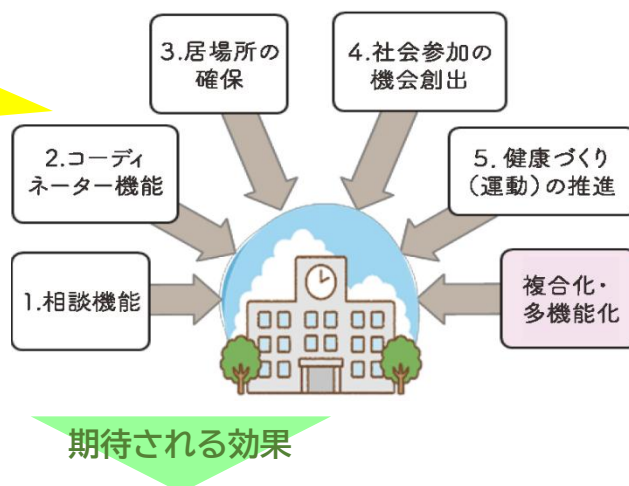 3.居場所の
確保
4.社会参加の
機会創出
2.コーディ
ネーター機能
5.健康づくり
(運動)の推進
1.相談機能
複合化・
多機能化
期待される効果